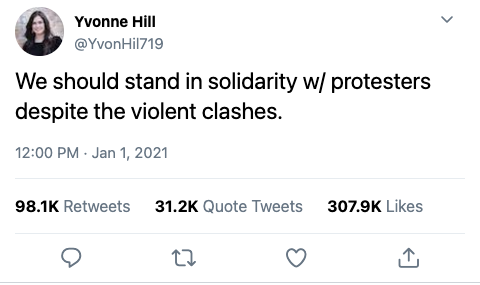 Yvonne Hill
@YvonHil719
We should stand in solidarity w/ protesters
despite the violent clashes.
12:00 PM · Jan 1, 2021
98.1K Retweets 31.2K Quote Tweets 307.9K Likes